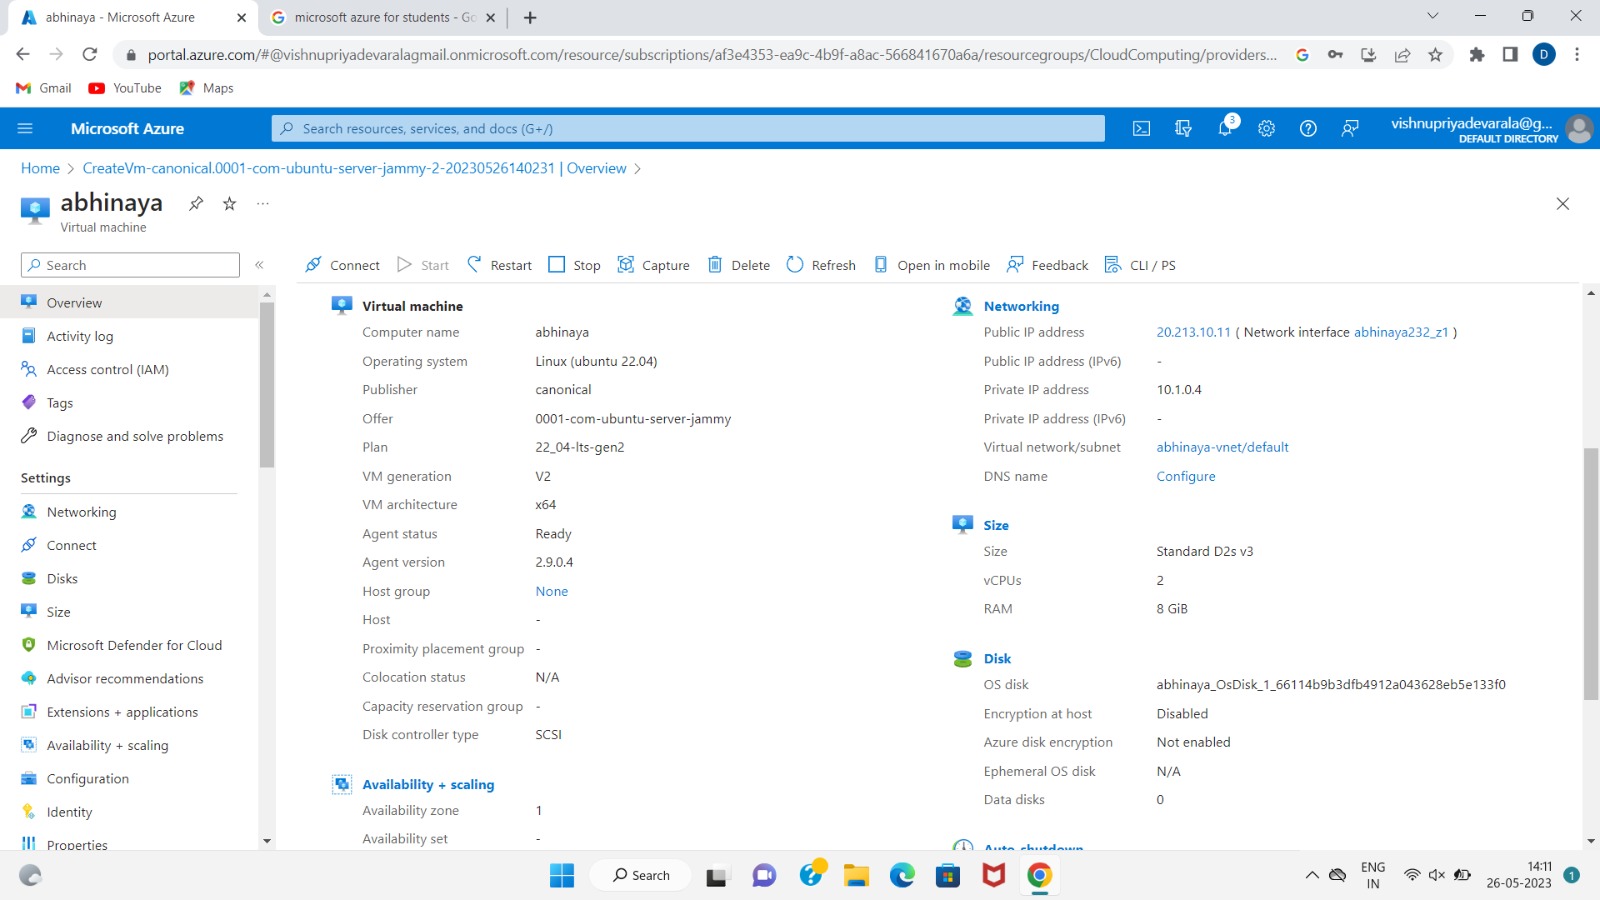 abhinaya - Microsoft Azure
microsoft azure for students - Go
portal.azure.com/#@vishnupriyadevaralagmail.onmicrosoft.com/resource/subscriptions/af3e4353-ea9c-4b9f-a8ac-566841670a6a/resourcegroups/CloudComputing/providers...
D
Gmail YouTube Maps
Microsoft Azure
Search resources, services, and docs (G+/)
3
vishnupriyadevarala@g...
DEFAULT DIRECTORY
Home > CreateVm-canonical.0001-com-ubuntu-server-jammy-2-20230526140231 | Overview >
abhinaya
Virtual machine
Search
Connect Start Restart Stop Capture Delete Refresh Open in mobile Feedback CLI / PS
Overview
Activity log
Access control (IAM)
Tags
Diagnose and solve problems
Settings
Networking
Connect
Disks
Size
Microsoft Defender for Cloud
Advisor recommendations
Extensions + applications
Availability + scaling
Configuration
Identity
Properties
Virtual machine
Computer name abhinaya
Operating system Linux (ubuntu 22.04)
Publisher canonical
Offer 0001-com-ubuntu-server-jammy
Plan 22_04-lts-gen2
VM generation V2
VM architecture x64
Agent status Ready
Agent version 2.9.0.4
Host group None
Host -
Proximity placement group -
Colocation status N/A
Capacity reservation group -
Disk controller type SCSI
Availability + scaling
Availability zone 1
Availability set -
Networking
Public IP address 20.213.10.11 ( Network interface abhinaya232_z1 )
Public IP address (IPv6) -
Private IP address 10.1.0.4
Private IP address (IPv6) -
Virtual network/subnet abhinaya-vnet/default
DNS name Configure
Size
Size Standard D2s v3
vCPUs 2
RAM 8 GiB
Disk
OS disk abhinaya_OsDisk_1_66114b9b3dfb4912a043628eb5e133f0
Encryption at host Disabled
Azure disk encryption Not enabled
Ephemeral OS disk N/A
Data disks 0
Auto-shutdown
Search
ENG
IN
14:11
26-05-2023
1